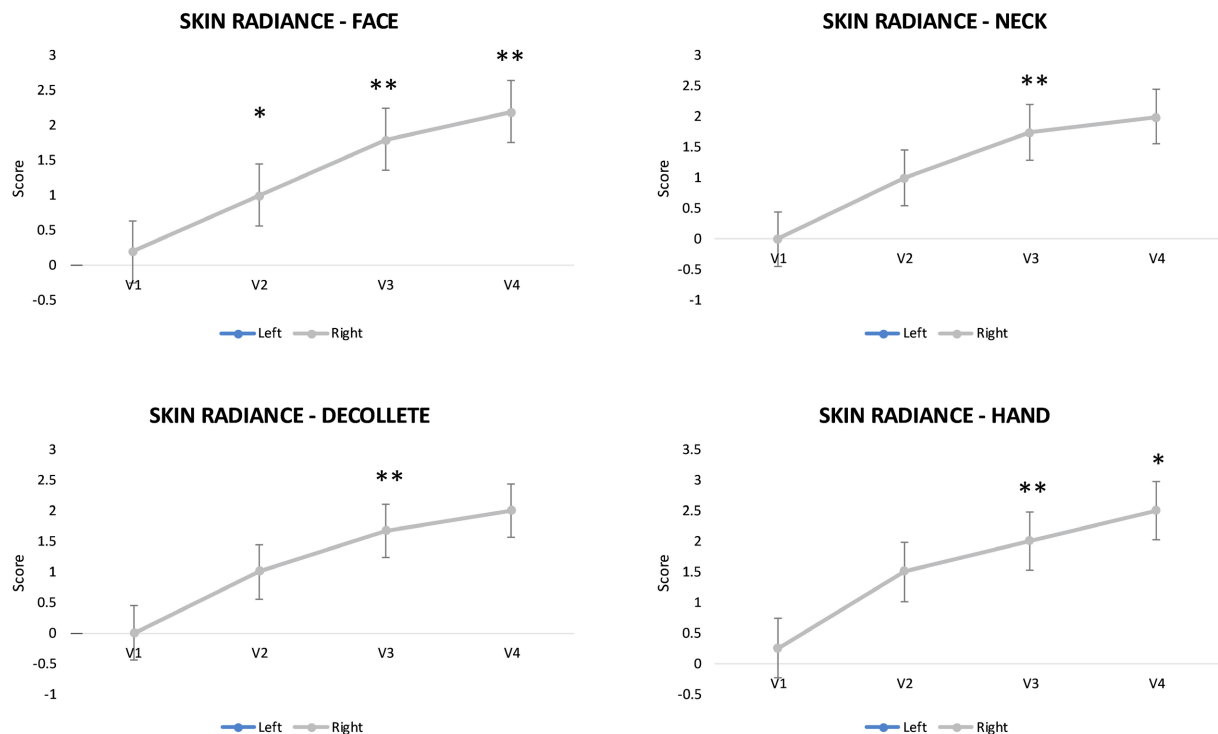 SKIN RADIANCE - FACE
3
2.5
2
1.5
1
0.5
0
-0.5
Score
*
**
**
V1
V2
V3
V4
Left
Right
SKIN RADIANCE - NECK
3
2.5
2
1.5
1
0.5
0
-0.5
-1
Score
**
V1
V2
V3
V4
Left
Right
SKIN RADIANCE - DECOLLETE
3
2.5
2
1.5
1
0.5
0
-0.5
-1
Score
**
V1
V2
V3
V4
Left
Right
SKIN RADIANCE - HAND
3.5
3
2.5
2
1.5
1
0.5
0
-0.5
Score
**
*
V1
V2
V3
V4
Left
Right